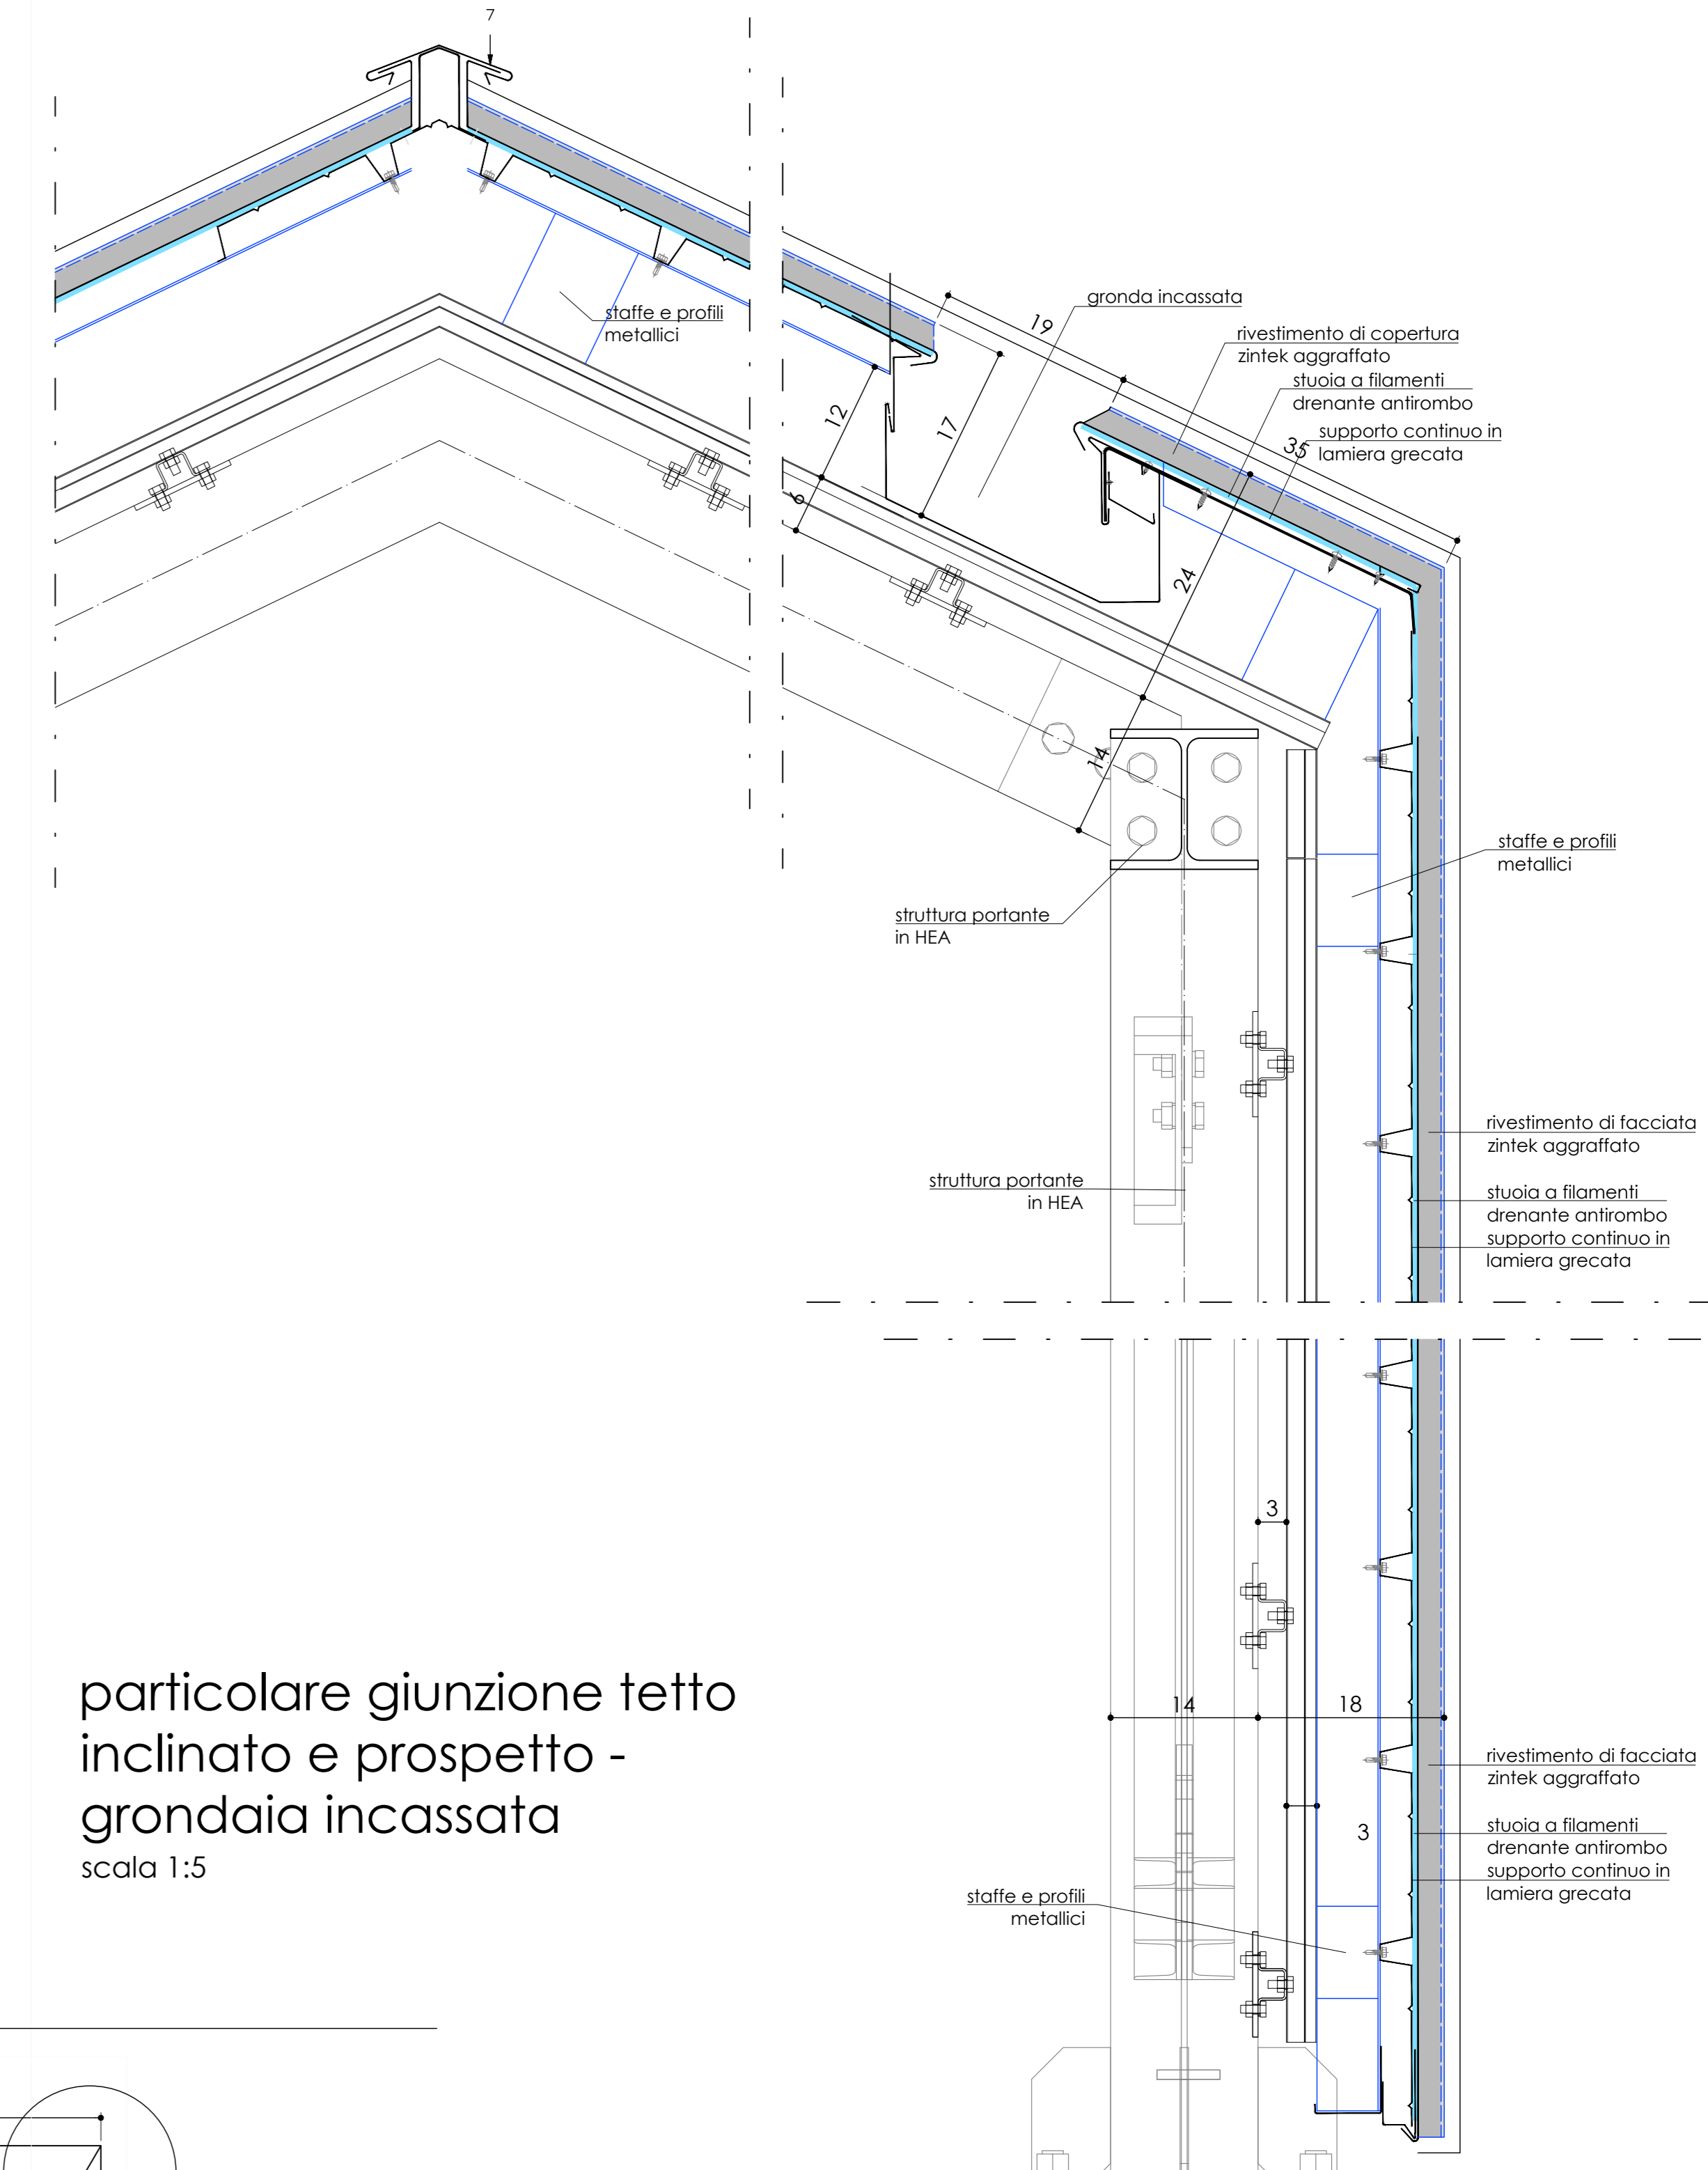 7
staffe e profili
metallici
gronda incassata
19
rivestimento di copertura
zintek aggraffato
stuoia a filamenti
drenante antirombo
supporto continuo in
lamiera grecata
35
12
17
6
24
14
staffe e profili
metallici
struttura portante
in HEA
rivestimento di facciata
zintek aggraffato
struttura portante
in HEA
stuoia a filamenti
drenante antirombo
supporto continuo in
lamiera grecata
3
14
18
rivestimento di facciata
zintek aggraffato
3
stuoia a filamenti
drenante antirombo
supporto continuo in
lamiera grecata
staffe e profili
metallici
particolare giunzione tetto
inclinato e prospetto -
grondaia incassata
scala 1:5